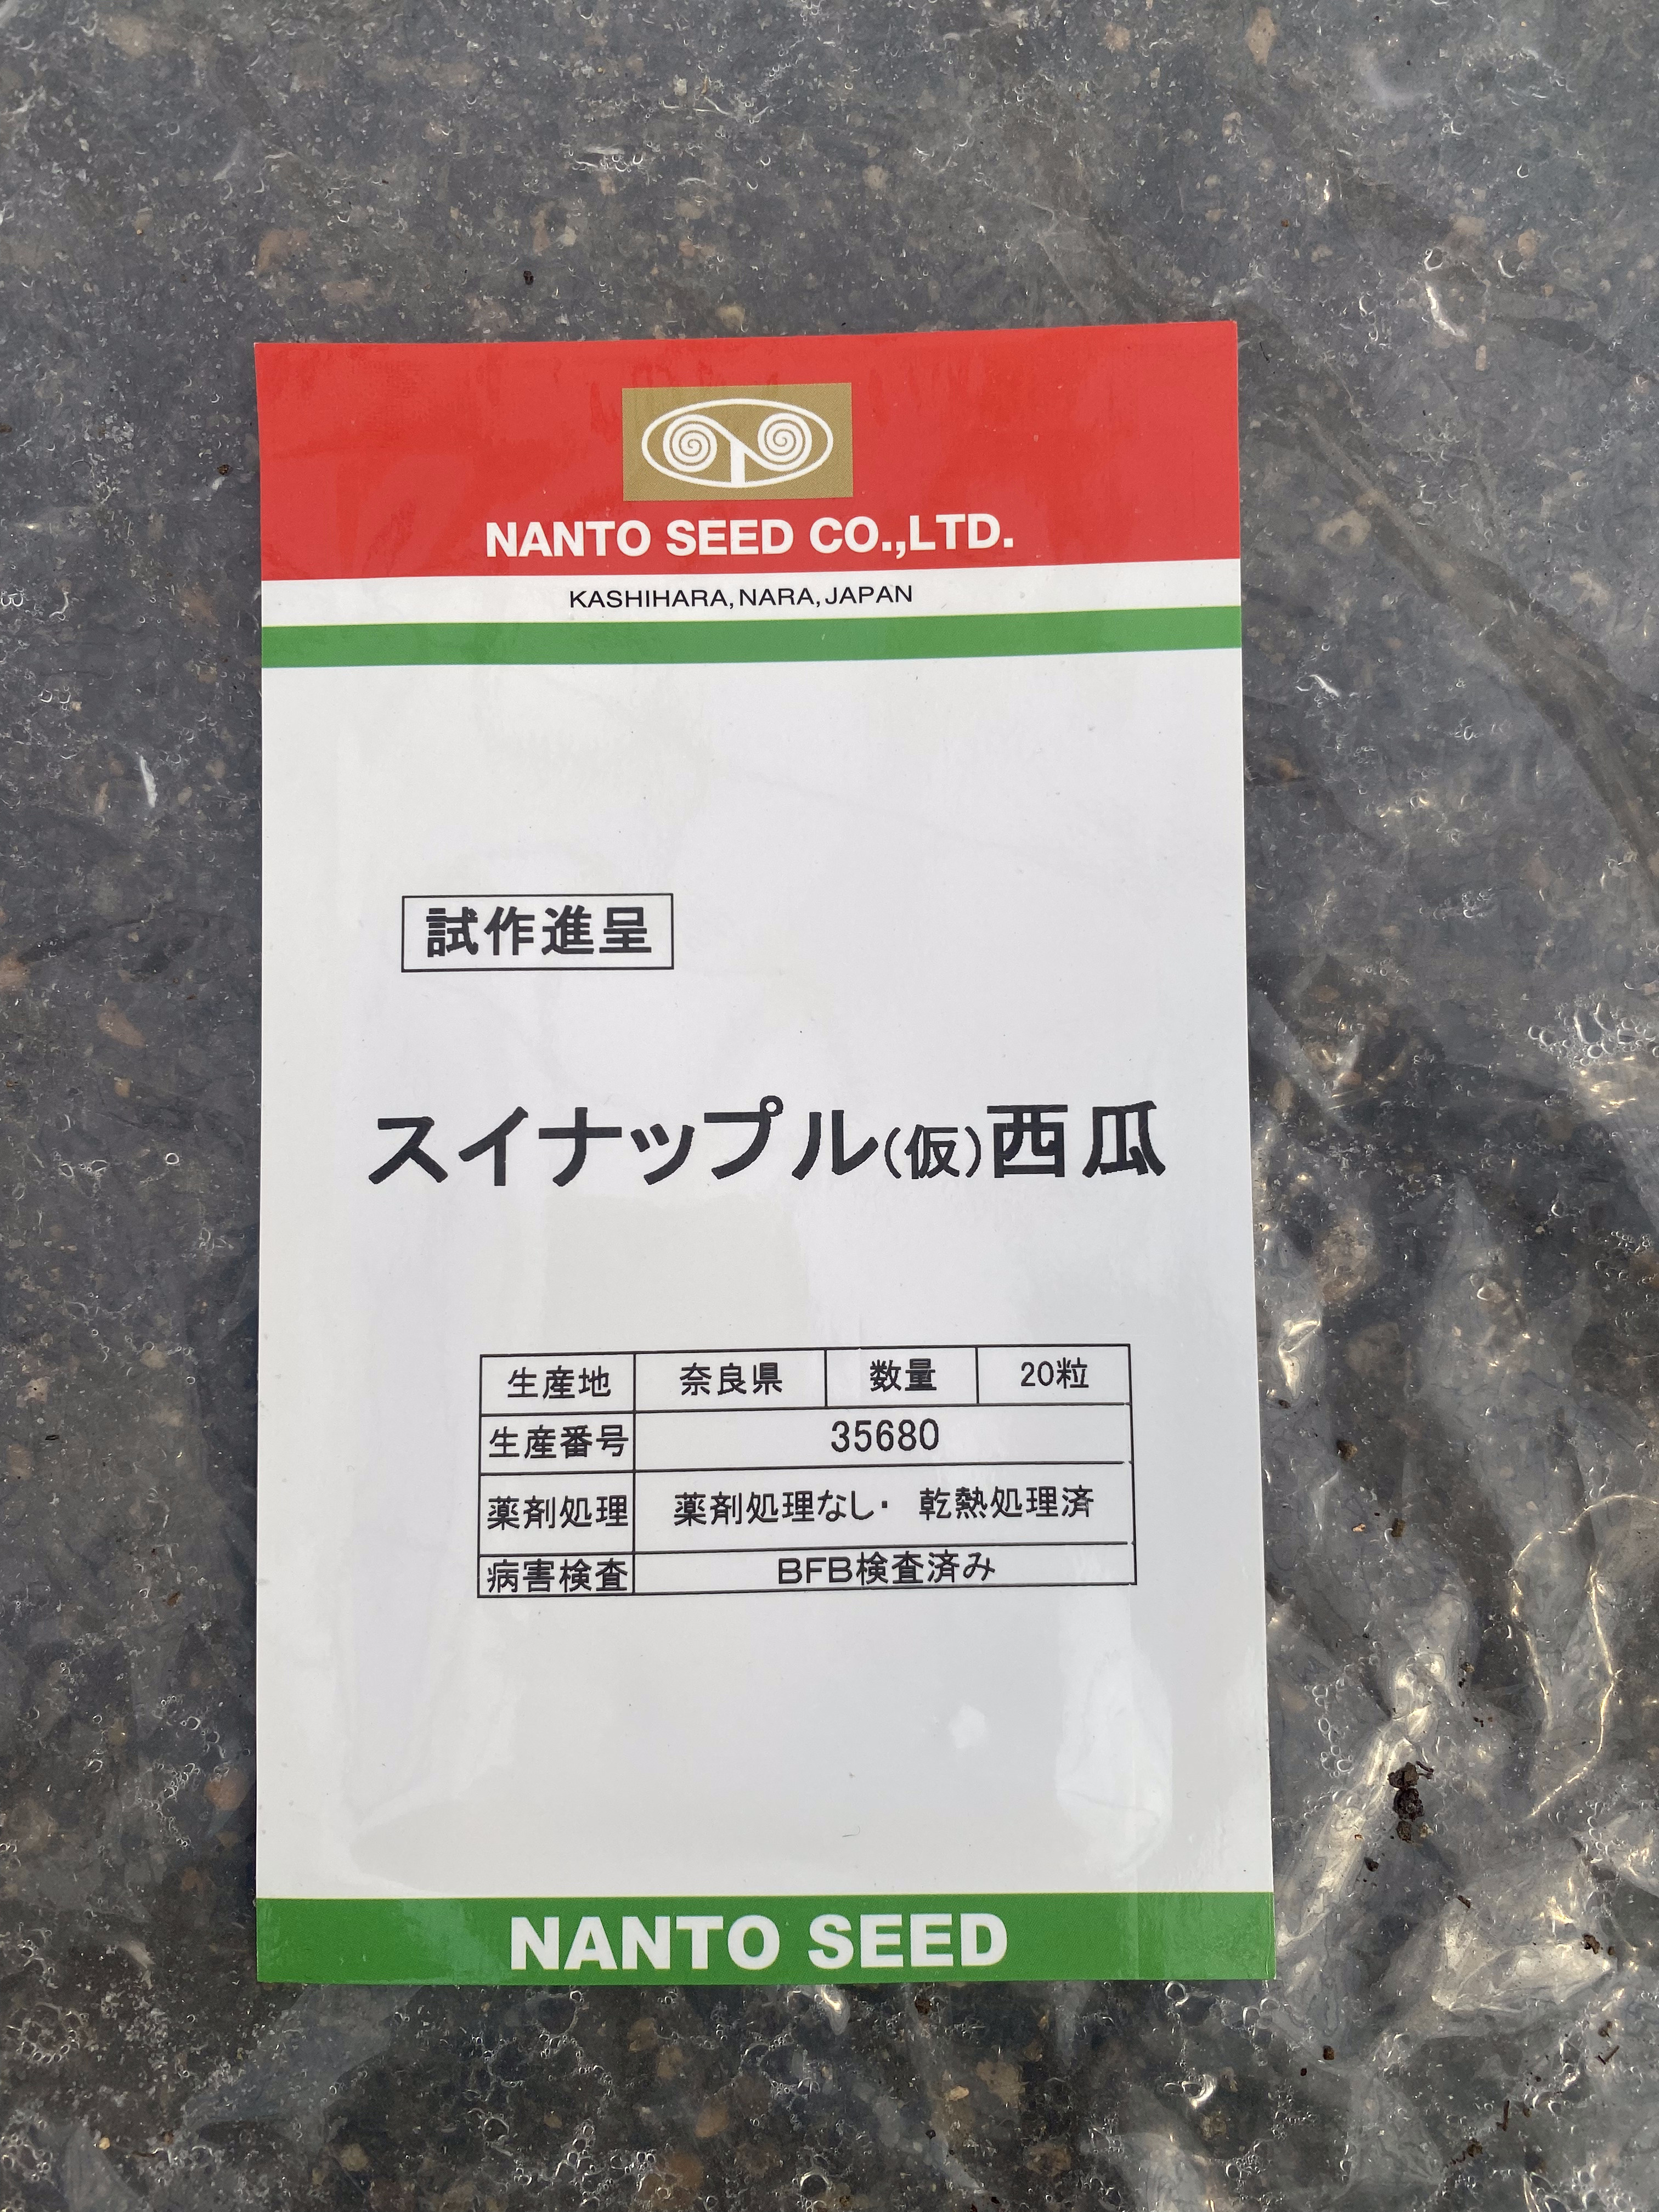 NANTO SEED CO.,LTD.
KASHIHARA, NARA, JAPAN
試作進呈
スイナップル(仮)西瓜
生産地 奈良県 数量 20粒
生産番号 35680
薬剤処理 薬剤処理なし・ 乾熱処理済
病害検査 BFB検査済み
NANTO SEED